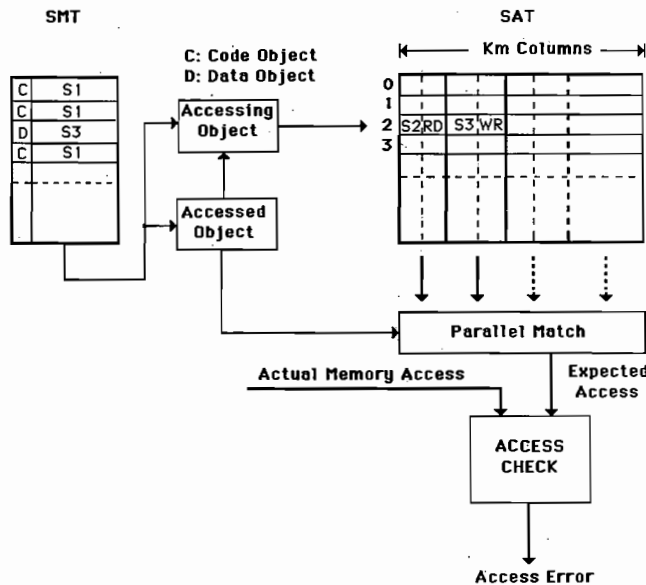 SMT
SAT
C: Code Object
D: Data Object
Km Columns
C S1
C S1
D S3
C S1
Accessing
Object
Accessed
Object
0
1
2 S2 RD S3 WR
3
Parallel Match
Actual Memory Access
Expected
Access
ACCESS
CHECK
Access Error